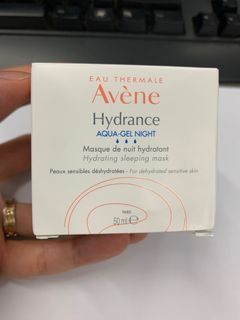 EAU THERMALE
Avène
Hydrance
AQUA-GEL NIGHT
Masque de nuit hydratant
Hydrating sleeping mask
Peaux sensibles déshydratées - For dehydrated sensitive skin
PARIS
50 ml ℮